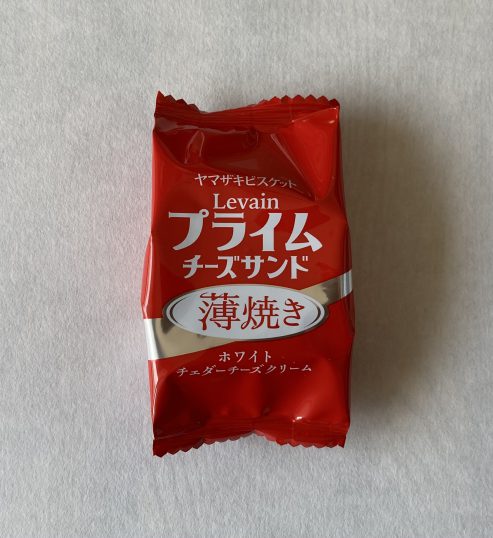 ヤマザキビスケット
Levain
プライム
チーズサンド
薄焼き
ホワイト
チェダーチーズクリーム